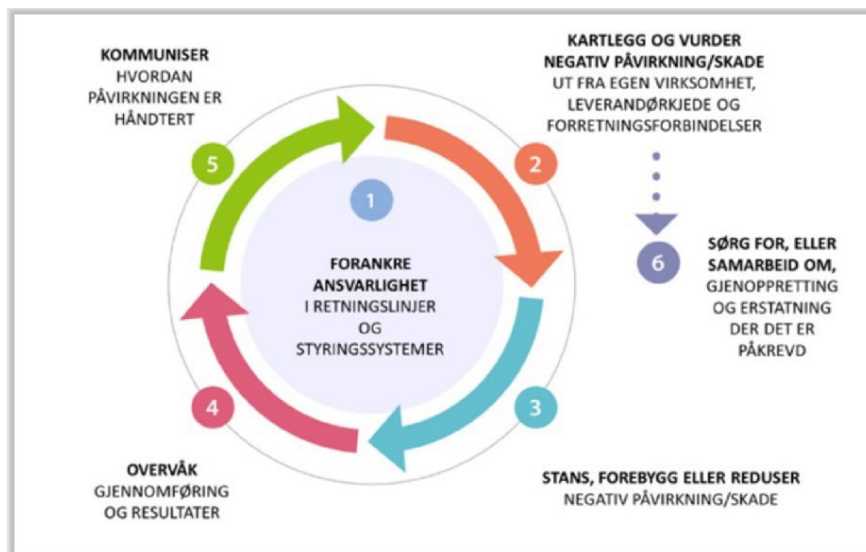 1
FORANKRE
ANSVARLIGHET
I RETNINGSLINJER
OG
STYRINGSSYSTEMER
2
KARTLEGG OG VURDER
NEGATIV PÅVIRKNING/SKADE
UT FRA EGEN VIRKSOMHET,
LEVERANDØRKJEDE OG
FORRETNINGSFORBINDELSER
3
STANS, FOREBYGG ELLER REDUSER
NEGATIV PÅVIRKNING/SKADE
4
OVERVÅK
GJENNOMFØRING
OG RESULTATER
5
KOMMUNISER
HVORDAN
PÅVIRKNINGEN ER
HÅNDTERT
6
SØRG FOR, ELLER
SAMARBEID OM,
GJENOPPRETTING
OG ERSTATNING
DER DET ER
PÅKREVD